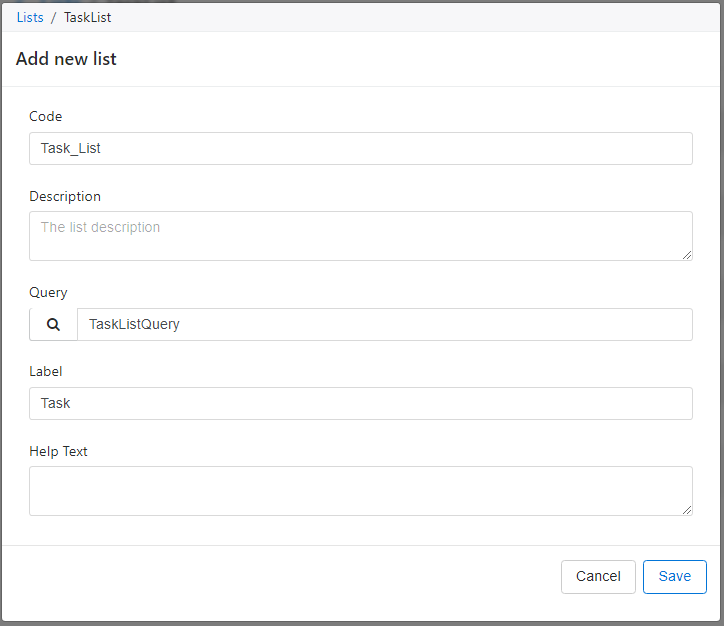 Lists / TaskList
Add new list
Code
Task_List
Description
The list description
Query
TaskListQuery
Label
Task
Help Text
Cancel Save